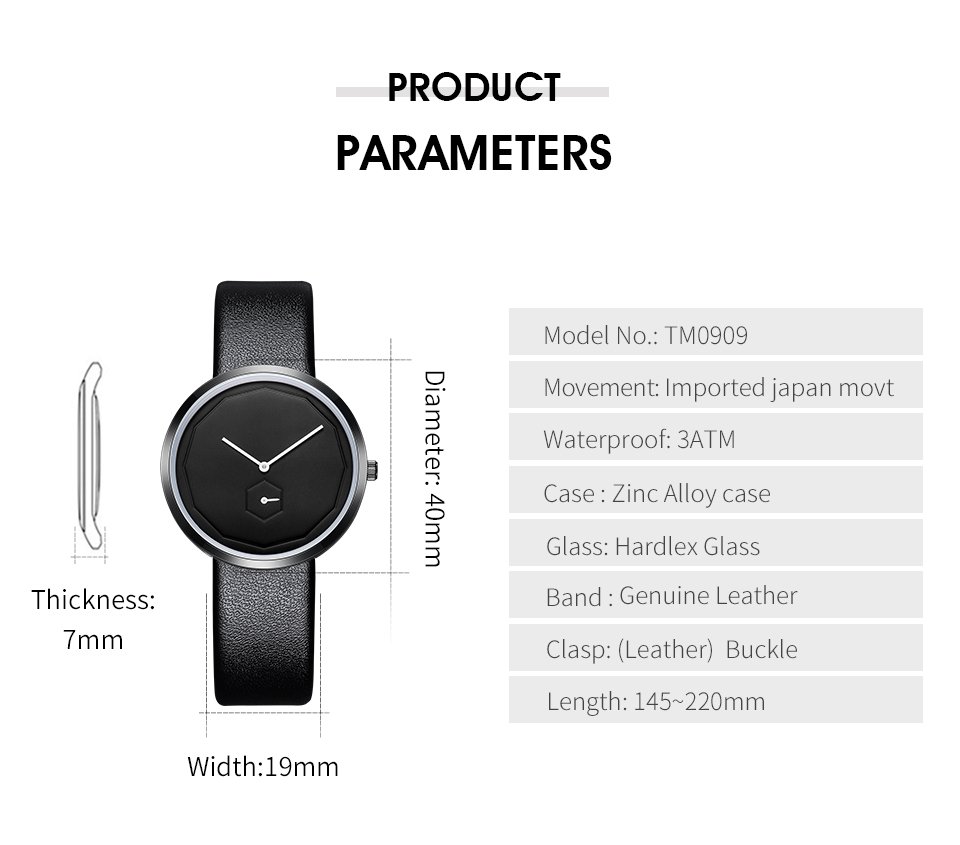 PRODUCT
PARAMETERS
Diameter: 40mm
Thickness:
7mm
Width:19mm
Model No.: TM0909
Movement: Imported japan movt
Waterproof: 3ATM
Case : Zinc Alloy case
Glass: Hardlex Glass
Band : Genuine Leather
Clasp: (Leather) Buckle
Length: 145~220mm